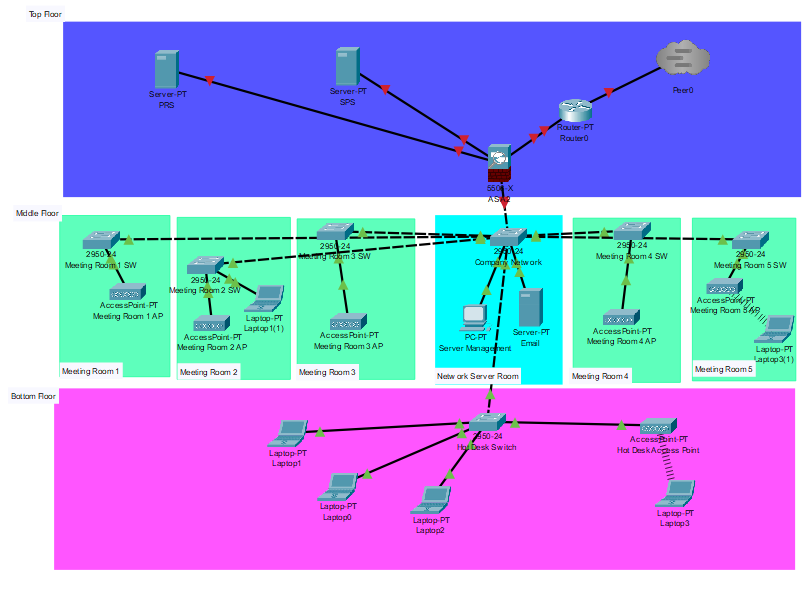 Top Floor
Server-PT
PRS
Server-PT
SPS
Peer0
Router-PT
Router0
5506-X
ASA2
Middle Floor
2950-24
Meeting Room 1 SW
AccessPoint-PT
Meeting Room 1 AP
Meeting Room 1
2950-24
Meeting Room 2 SW
Laptop-PT
Laptop1(1)
AccessPoint-PT
Meeting Room 2 AP
Meeting Room 2
2950-24
Meeting Room 3 SW
AccessPoint-PT
Meeting Room 3 AP
Meeting Room 3
2950-24
Company Network
PC-PT
Server Management
Server-PT
Email
Network Server Room
2950-24
Meeting Room 4 SW
AccessPoint-PT
Meeting Room 4 AP
Meeting Room 4
2950-24
Meeting Room 5 SW
AccessPoint-PT
Meeting Room 5 AP
Laptop-PT
Laptop3(1)
Meeting Room 5
Bottom Floor
2950-24
Hot Desk Switch
Laptop-PT
Laptop1
Laptop-PT
Laptop0
Laptop-PT
Laptop2
AccessPoint-PT
Hot Desk Access Point
Laptop-PT
Laptop3